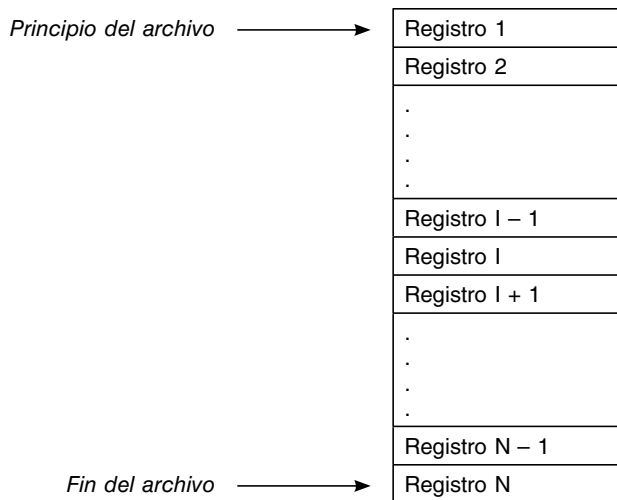 Principio del archivo
Registro 1
Registro 2
.
.
.
.
Registro I – 1
Registro I
Registro I + 1
.
.
.
.
Registro N – 1
Fin del archivo
Registro N